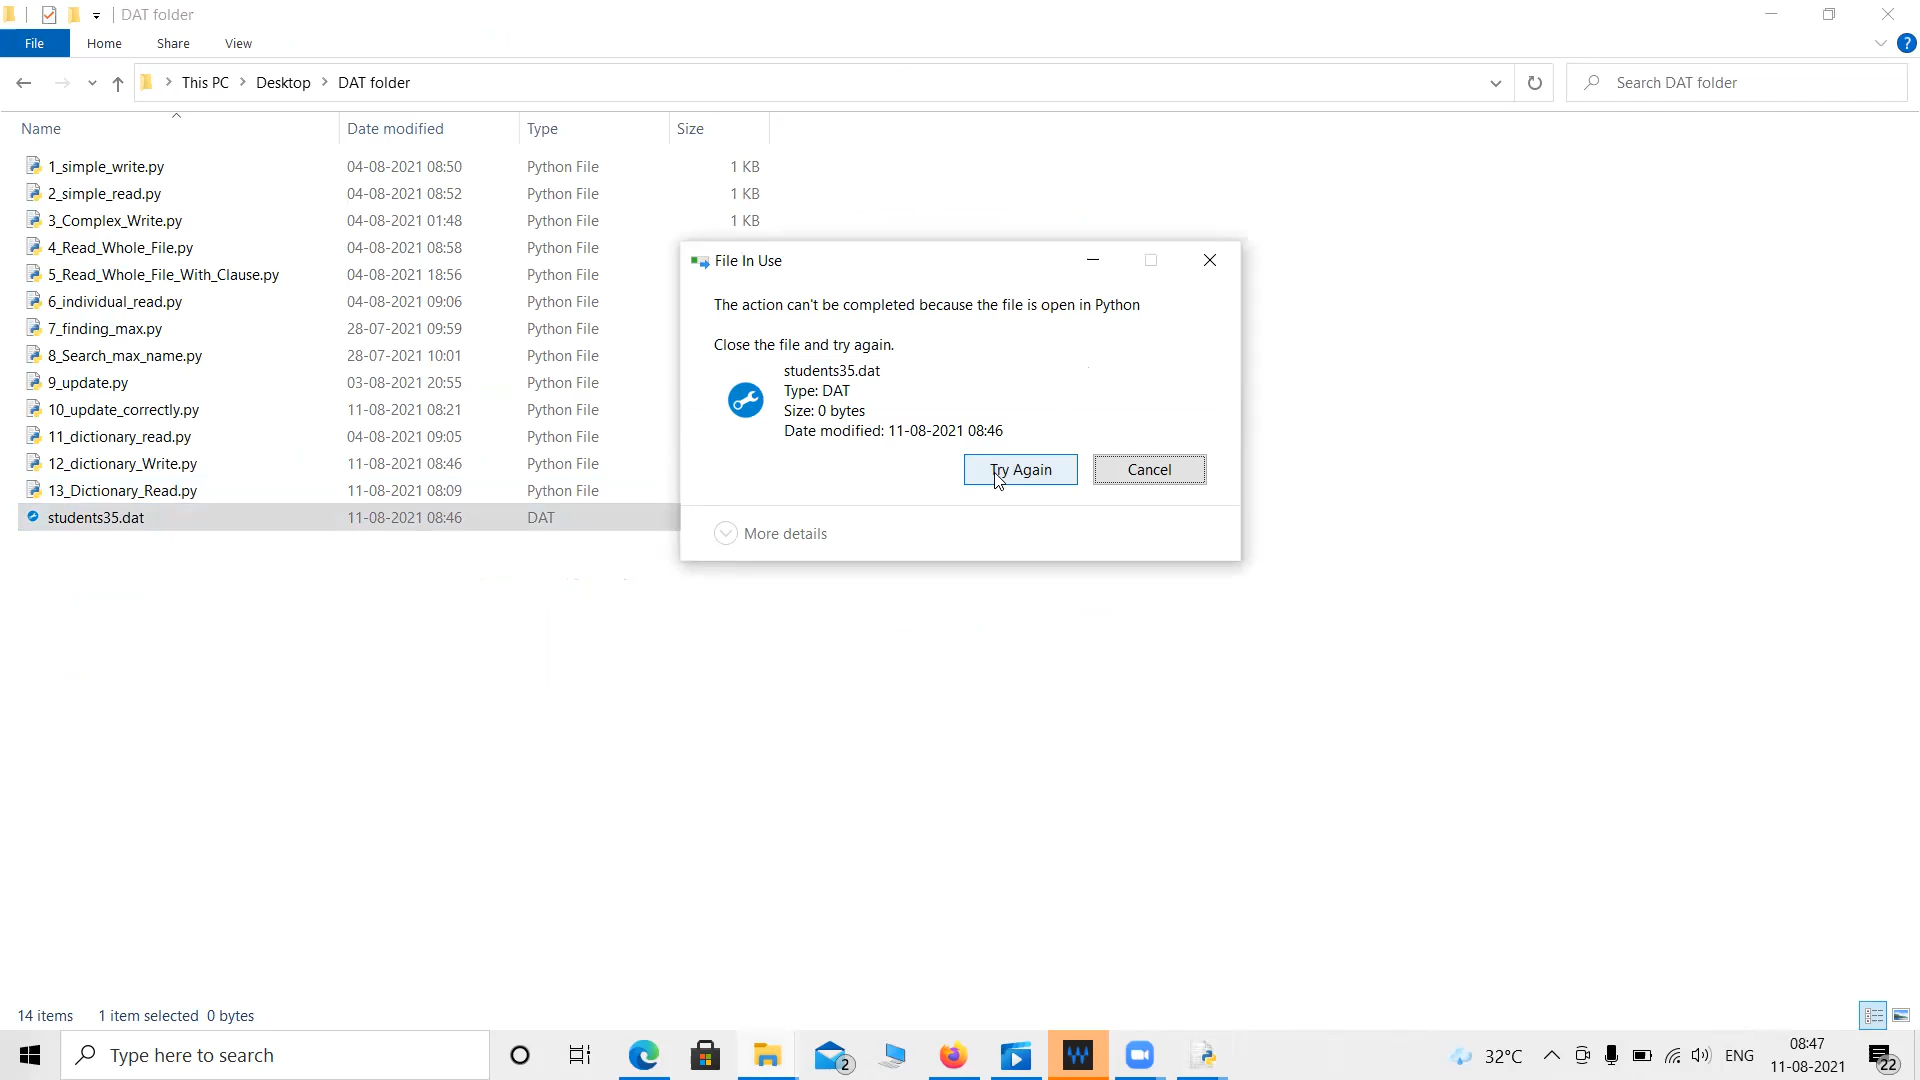 DAT folder
File Home Share View
This PC Desktop DAT folder
Search DAT folder
Name Date modified Type Size
1_simple_write.py 04-08-2021 08:50 Python File 1 KB
2_simple_read.py 04-08-2021 08:52 Python File 1 KB
3_Complex_Write.py 04-08-2021 01:48 Python File 1 KB
4_Read_Whole_File.py 04-08-2021 08:58 Python File
5_Read_Whole_File_With_Clause.py 04-08-2021 18:56 Python File
6_individual_read.py 04-08-2021 09:06 Python File
7_finding_max.py 28-07-2021 09:59 Python File
8_Search_max_name.py 28-07-2021 10:01 Python File
9_update.py 03-08-2021 20:55 Python File
10_update_correctly.py 11-08-2021 08:21 Python File
11_dictionary_read.py 04-08-2021 09:05 Python File
12_dictionary_Write.py 11-08-2021 08:46 Python File
13_Dictionary_Read.py 11-08-2021 08:09 Python File
students35.dat 11-08-2021 08:46 DAT
File In Use
The action can't be completed because the file is open in Python
Close the file and try again.
students35.dat
Type: DAT
Size: 0 bytes
Date modified: 11-08-2021 08:46
Try Again Cancel
More details
14 items 1 item selected 0 bytes
Type here to search
2
32°C
ENG
08:47
11-08-2021
22